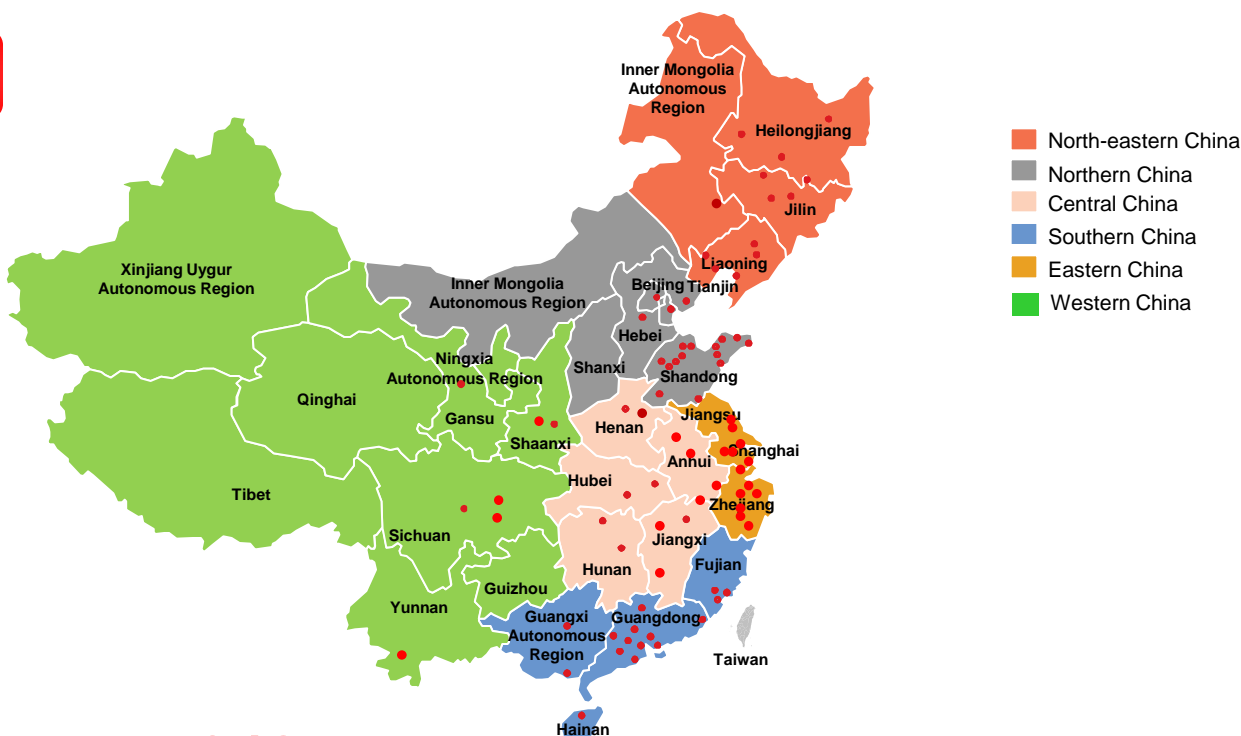 Inner Mongolia
Autonomous
Region
Heilongjiang
Jilin
Liaoning
Xinjiang Uygur
Autonomous Region
Inner Mongolia
Autonomous Region
Beijing
Tianjin
Hebei
Shanxi
Shandong
Ningxia
Autonomous Region
Qinghai
Gansu
Shaanxi
Henan
Jiangsu
Shanghai
Anhui
Hubei
Tibet
Zhejiang
Sichuan
Jiangxi
Hunan
Fujian
Guizhou
Yunnan
Guangxi
Autonomous
Region
Guangdong
Taiwan
Hainan
North-eastern China
Northern China
Central China
Southern China
Eastern China
Western China